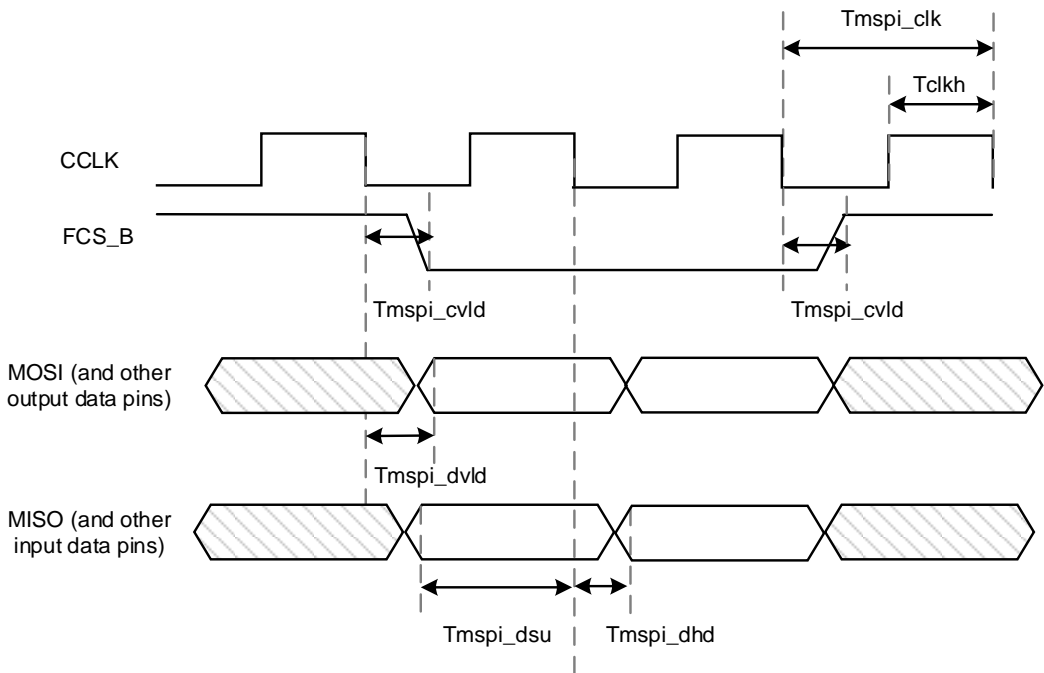 Tmspi_clk
Tclkh
CCLK
FCS_B
Tmspi_cvld
Tmspi_cvld
MOSI (and other
output data pins)
Tmspi_dvld
MISO (and other
input data pins)
Tmspi_dsu
Tmspi_dhd